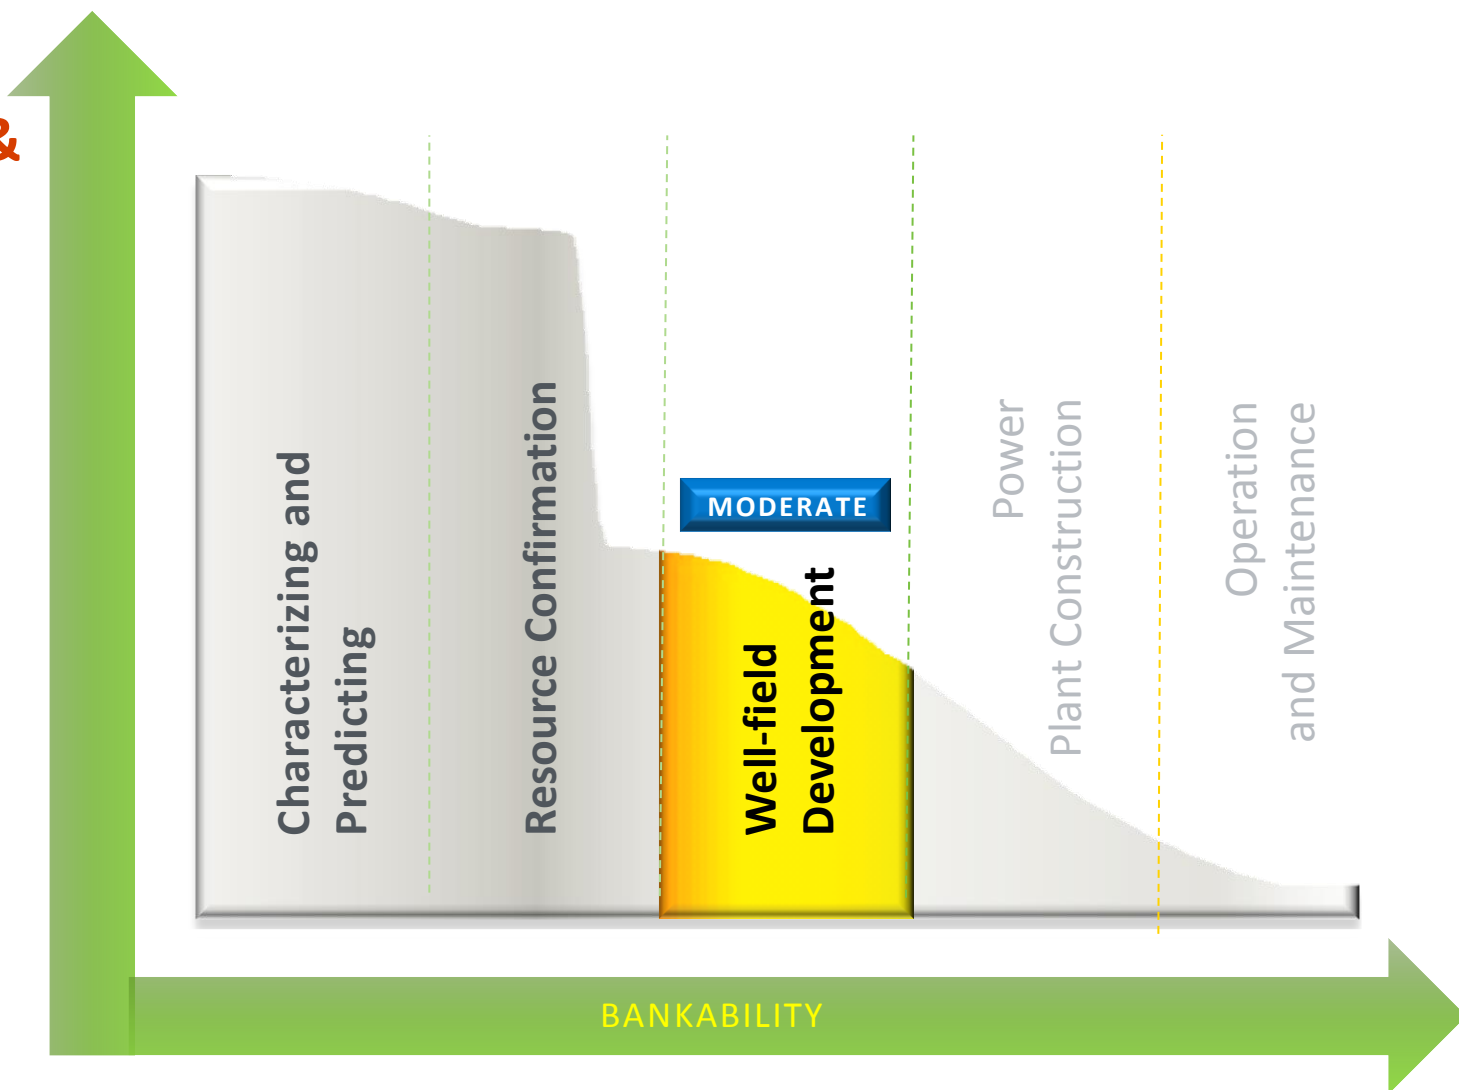 &
Characterizing and
Predicting
Resource Confirmation
MODERATE
Well-field
Development
Power
Plant Construction
Operation
and Maintenance
BANKABILITY